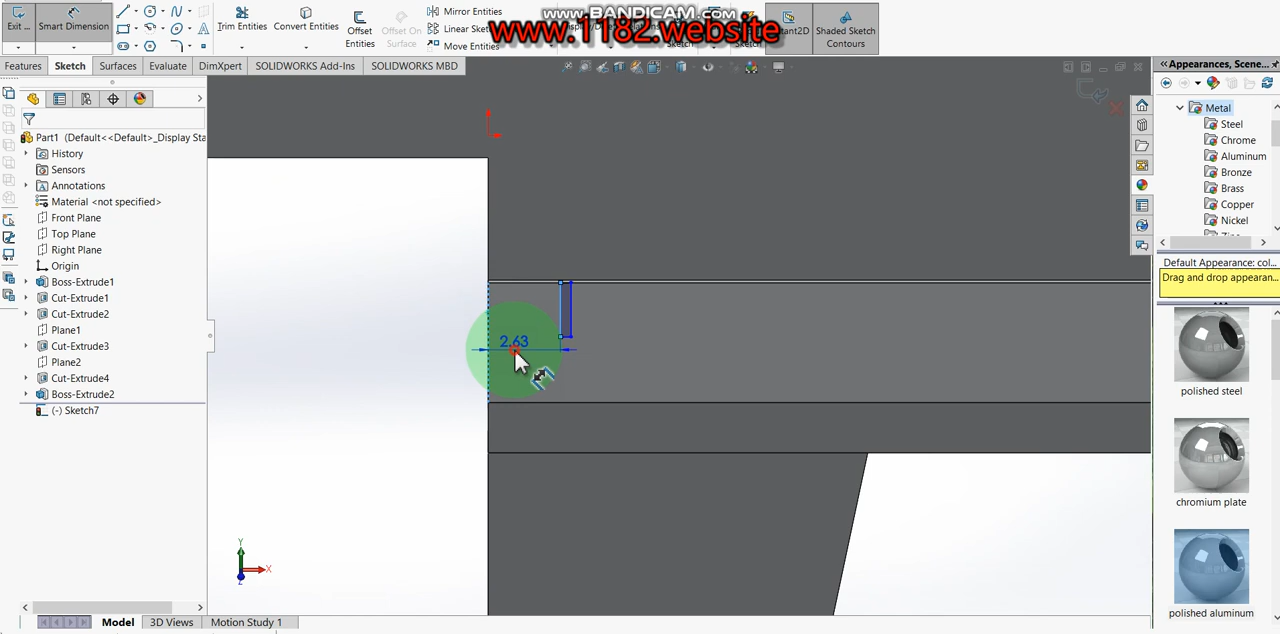 www.BANDICAM.com
www.1182.website
Exit ...
Smart Dimension
Trim Entities
Convert Entities
Offset Entities
Offset On Surface
Mirror Entities
Linear
Move Entities
Sketch
Instant2D
Shaded Sketch Contours
Features
Sketch
Surfaces
Evaluate
DimXpert
SOLIDWORKS Add-Ins
SOLIDWORKS MBD
Part1 (Default<<Default>_Display Sta
History
Sensors
Annotations
Material <not specified>
Front Plane
Top Plane
Right Plane
Origin
Boss-Extrude1
Cut-Extrude1
Cut-Extrude2
Plane1
Cut-Extrude3
Plane2
Cut-Extrude4
Boss-Extrude2
(-) Sketch7
2.63
Y
X
Z
Appearances, Scene...
Metal
Steel
Chrome
Aluminum
Bronze
Brass
Copper
Nickel
Default Appearance: col...
Drag and drop appearan...
polished steel
chromium plate
polished aluminum
Model
3D Views
Motion Study 1